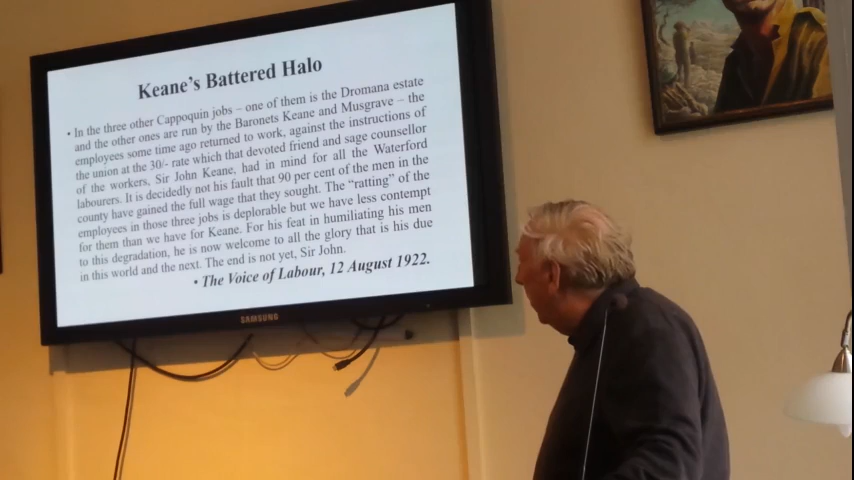 Keane's Battered Halo
• In the three other Cappoquin jobs – one of them is the Dromana estate
and the other ones are run by the Baronets Keane and Musgrave – the
employees some time ago returned to work, against the instructions of
the union at the 30/- rate which that devoted friend and sage counsellor
of the workers, Sir John Keane, had in mind for all the Waterford
labourers. It is decidedly not his fault that 90 per cent of the men in the
county have gained the full wage that they sought. The “ratting” of the
employees in those three jobs is deplorable but we have less contempt
for them than we have for Keane. For his feat in humiliating his men
to this degradation, he is now welcome to all the glory that is his due
in this world and the next. The end is not yet, Sir John.
• The Voice of Labour, 12 August 1922.
SAMSUNG